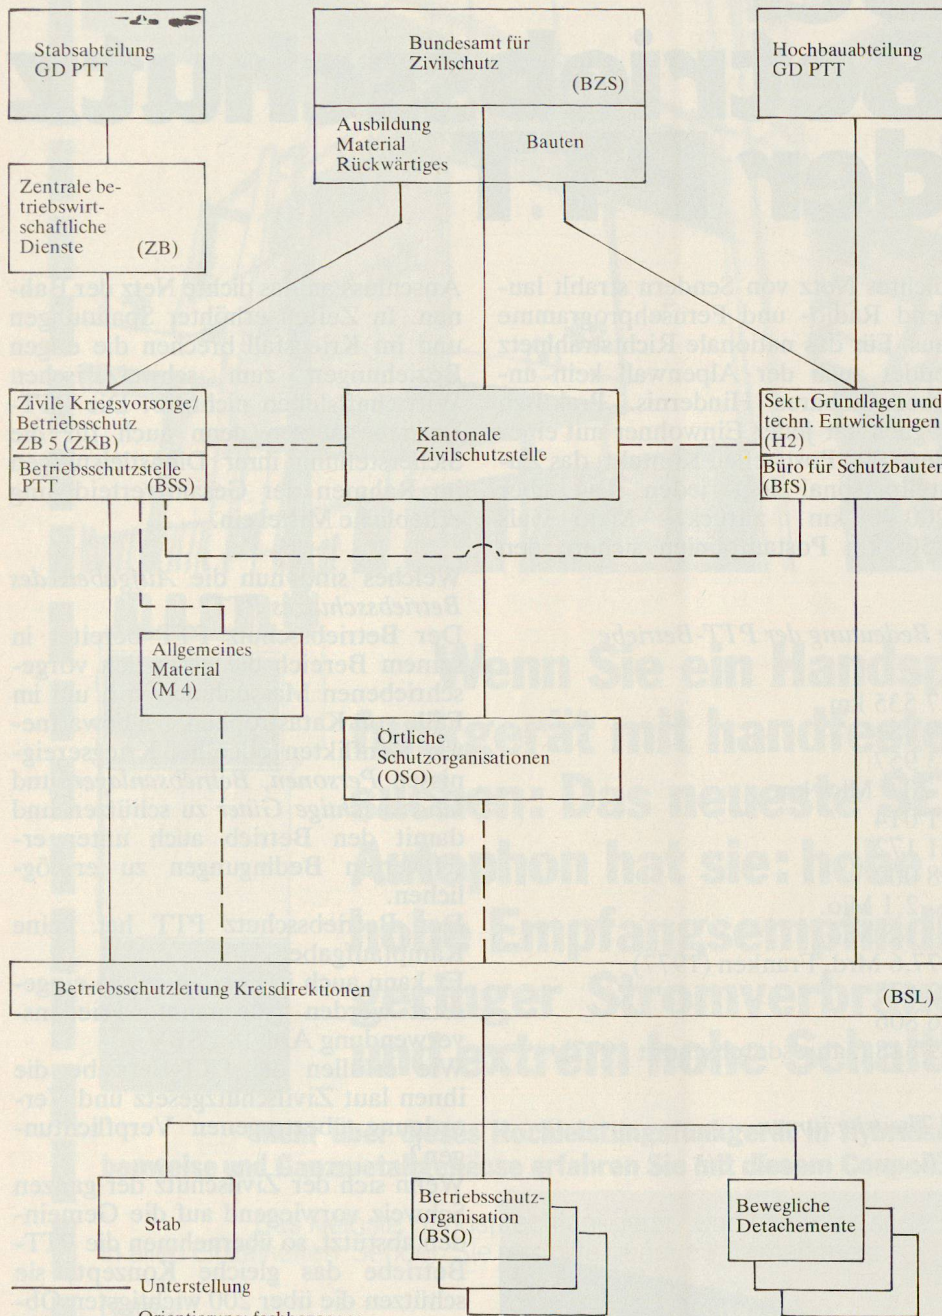 Stabsabteilung
GD PTT
Bundesamt für
Zivilschutz
(BZS)
Hochbauabteilung
GD PTT
Ausbildung
Material
Rückwärtiges
Bauten
Zentrale be-
triebswirt-
schaftliche
Dienste (ZB)
Zivile Kriegsvorsorge/
Betriebsschutz
ZB 5 (ZKB)
Betriebsschutzstelle
PTT (BSS)
Kantonale
Zivilschutzstelle
Sekt. Grundlagen und
techn. Entwicklungen
(H2)
Büro für Schutzbauten
(BfS)
Allgemeines
Material
(M 4)
Örtliche
Schutzorganisationen
(OSO)
Betriebsschutzleitung Kreisdirektionen (BSL)
Stab
Betriebsschutz-
organisation
(BSO)
Bewegliche
Detachemente
Unterstellung